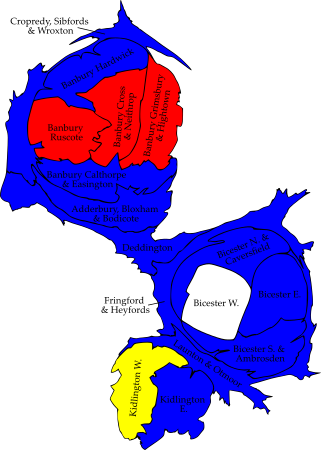 Cropredy, Sibfords
& Wroxton
Banbury Hardwick
Banbury Cross
& Neithrop
Banbury Grimsbury
& Hightown
Banbury
Ruscote
Banbury Calthorpe
& Easington
Adderbury, Bloxham
& Bodicote
Deddington
Bicester N. &
Caversfield
Fringford
& Heyfords
Bicester W.
Bicester E.
Bicester S. &
Ambrosden
Launton & Otmoor
Kidlington W.
Kidlington
E.